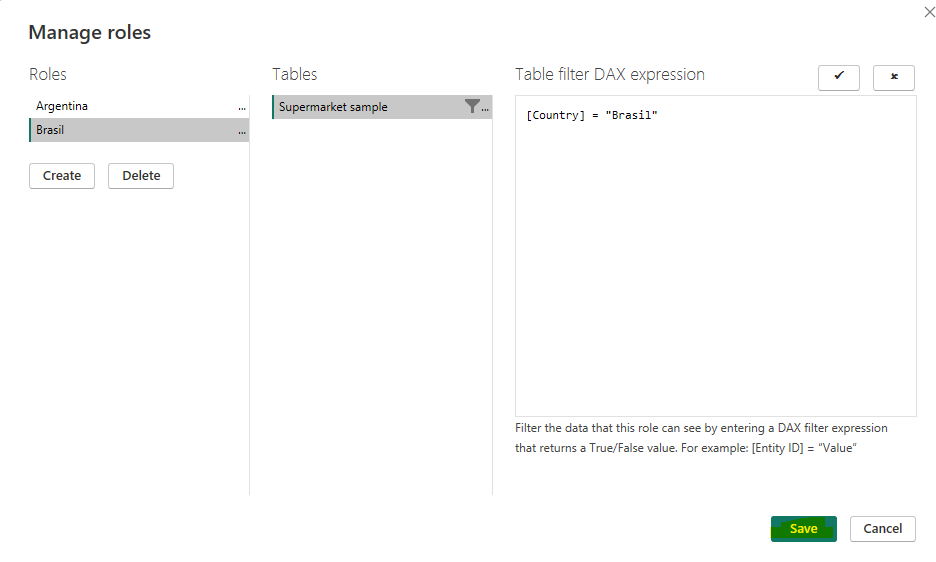 Manage roles
Roles
Argentina
...
Brasil
...
Create
Delete
Tables
Supermarket sample
...
Table filter DAX expression
[Country] = "Brasil"
Filter the data that this role can see by entering a DAX filter expression
that returns a True/False value. For example: [Entity ID] = “Value”
Save
Cancel